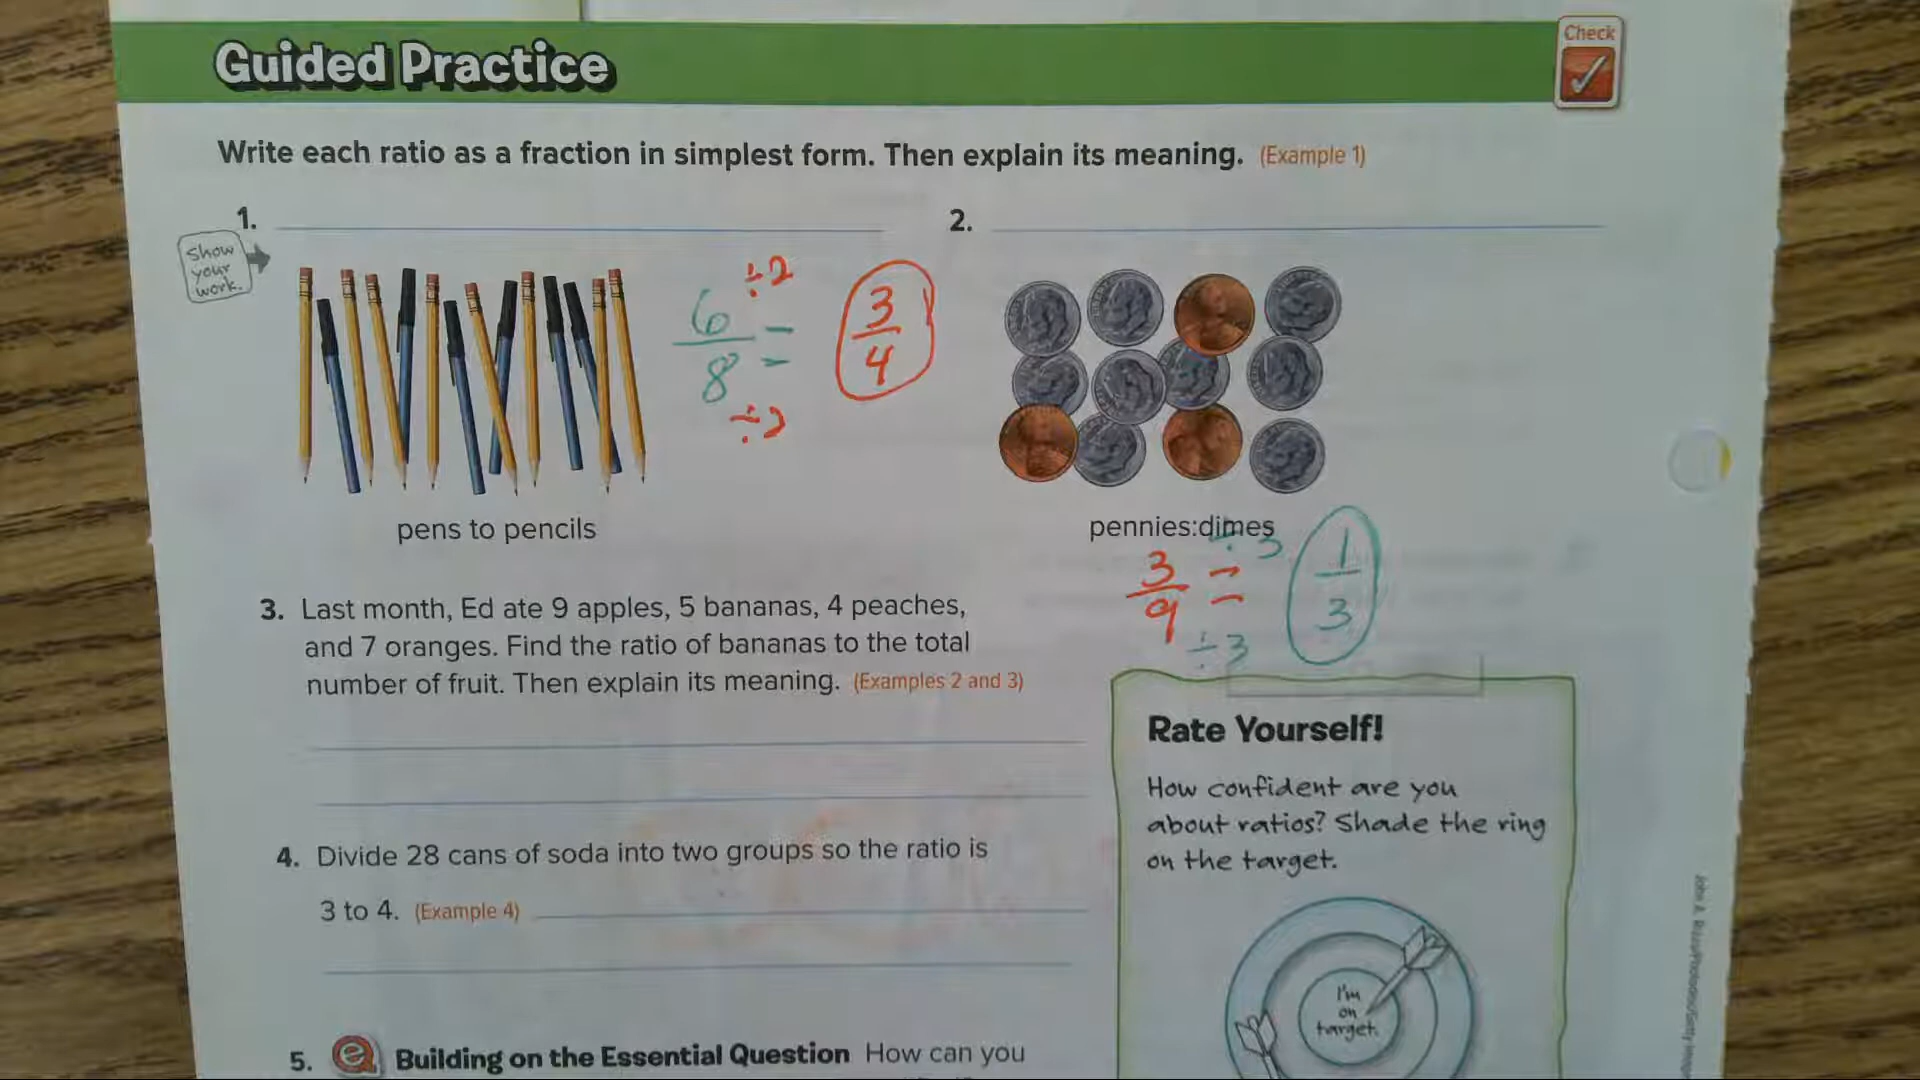 Guided Practice
Check
Write each ratio as a fraction in simplest form. Then explain its meaning. (Example 1)
1.
2.
Show
your
work.
÷2
6/8 = 3/4
÷2
pens to pencils
pennies:dimes
÷3
3/9 = 1/3
÷3
3. Last month, Ed ate 9 apples, 5 bananas, 4 peaches,
and 7 oranges. Find the ratio of bananas to the total
number of fruit. Then explain its meaning. (Examples 2 and 3)
4. Divide 28 cans of soda into two groups so the ratio is
3 to 4. (Example 4)
5. e Building on the Essential Question How can you
Rate Yourself!
How confident are you
about ratios? Shade the ring
on the target.
I'm
on
target.